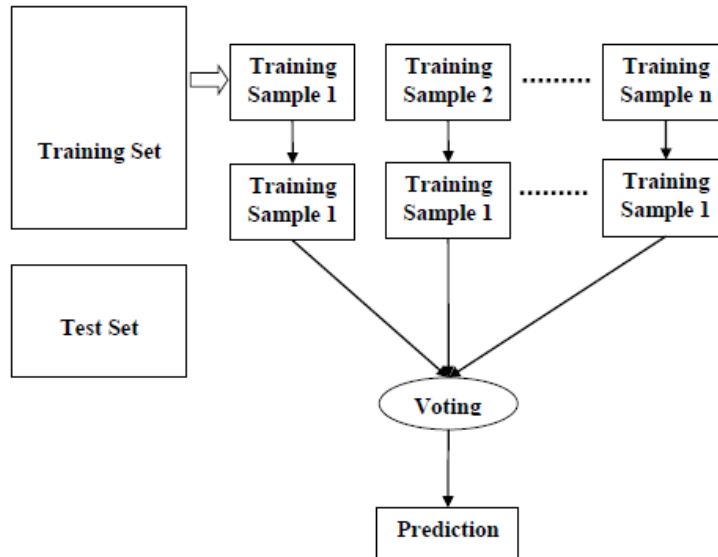 Training
Sample 1
Training
Sample 2
.........
Training
Sample n
Training Set
Training
Sample 1
Training
Sample 1
.........
Training
Sample 1
Test Set
Voting
Prediction